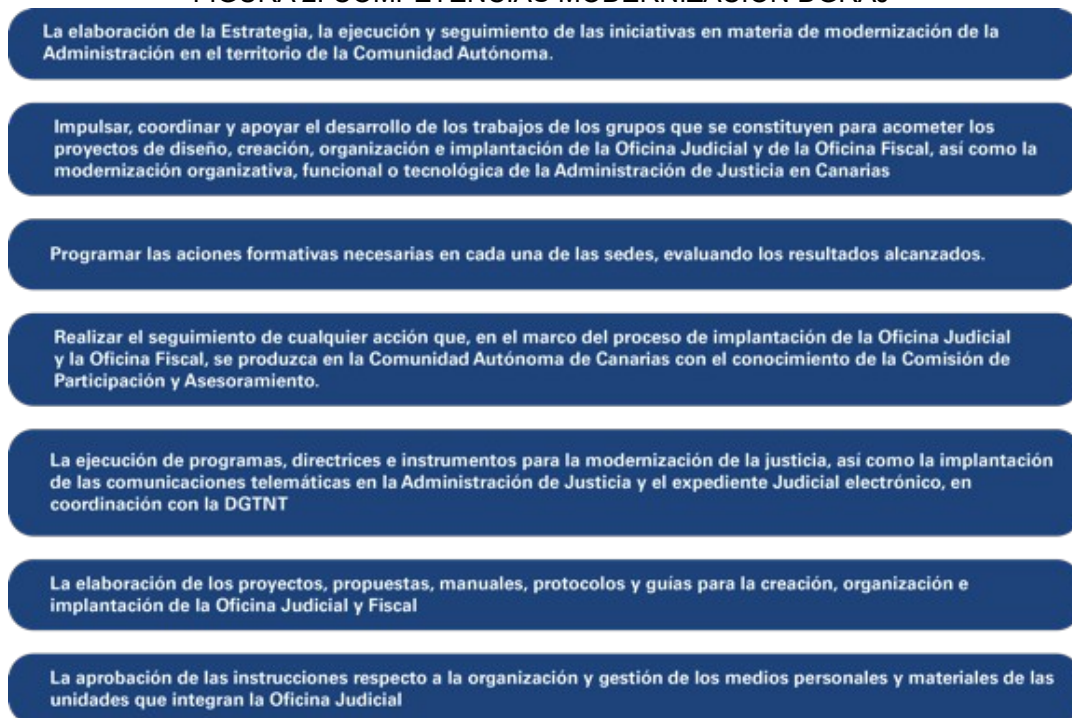 FIGURA 2. COMPETENCIAS MODERNIZACIÓN DGRAJ
La elaboración de la Estrategia, la ejecución y seguimiento de las iniciativas en materia de modernización de la
Administración en el territorio de la Comunidad Autónoma.
Impulsar, coordinar y apoyar el desarrollo de los trabajos de los grupos que se constituyen para acometer los
proyectos de diseño, creación, organización e implantación de la Oficina Judicial y de la Oficina Fiscal, así como la
modernización organizativa, funcional o tecnológica de la Administración de Justicia en Canarias
Programar las aciones formativas necesarias en cada una de las sedes, evaluando los resultados alcanzados.
Realizar el seguimiento de cualquier acción que, en el marco del proceso de implantación de la Oficina Judicial
y la Oficina Fiscal, se produzca en la Comunidad Autónoma de Canarias con el conocimiento de la Comisión de
Participación y Asesoramiento.
La ejecución de programas, directrices e instrumentos para la modernización de la justicia, así como la implantación
de las comunicaciones telemáticas en la Administración de Justicia y el expediente Judicial electrónico, en
coordinación con la DGTNT
La elaboración de los proyectos, propuestas, manuales, protocolos y guías para la creación, organización e
implantación de la Oficina Judicial y Fiscal
La aprobación de las instrucciones respecto a la organización y gestión de los medios personales y materiales de las
unidades que integran la Oficina Judicial